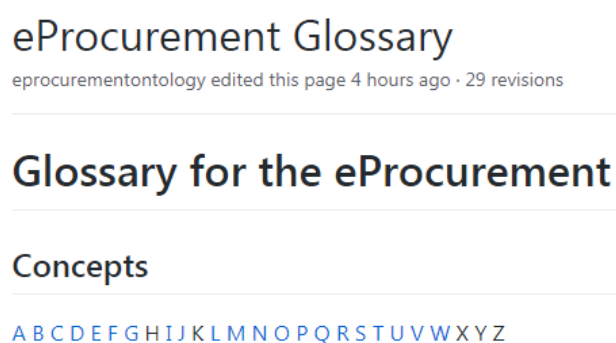 eProcurement Glossary
eprocurementontology edited this page 4 hours ago · 29 revisions
Glossary for the eProcurement
Concepts
A B C D E F G H I J K L M N O P Q R S T U V W X Y Z